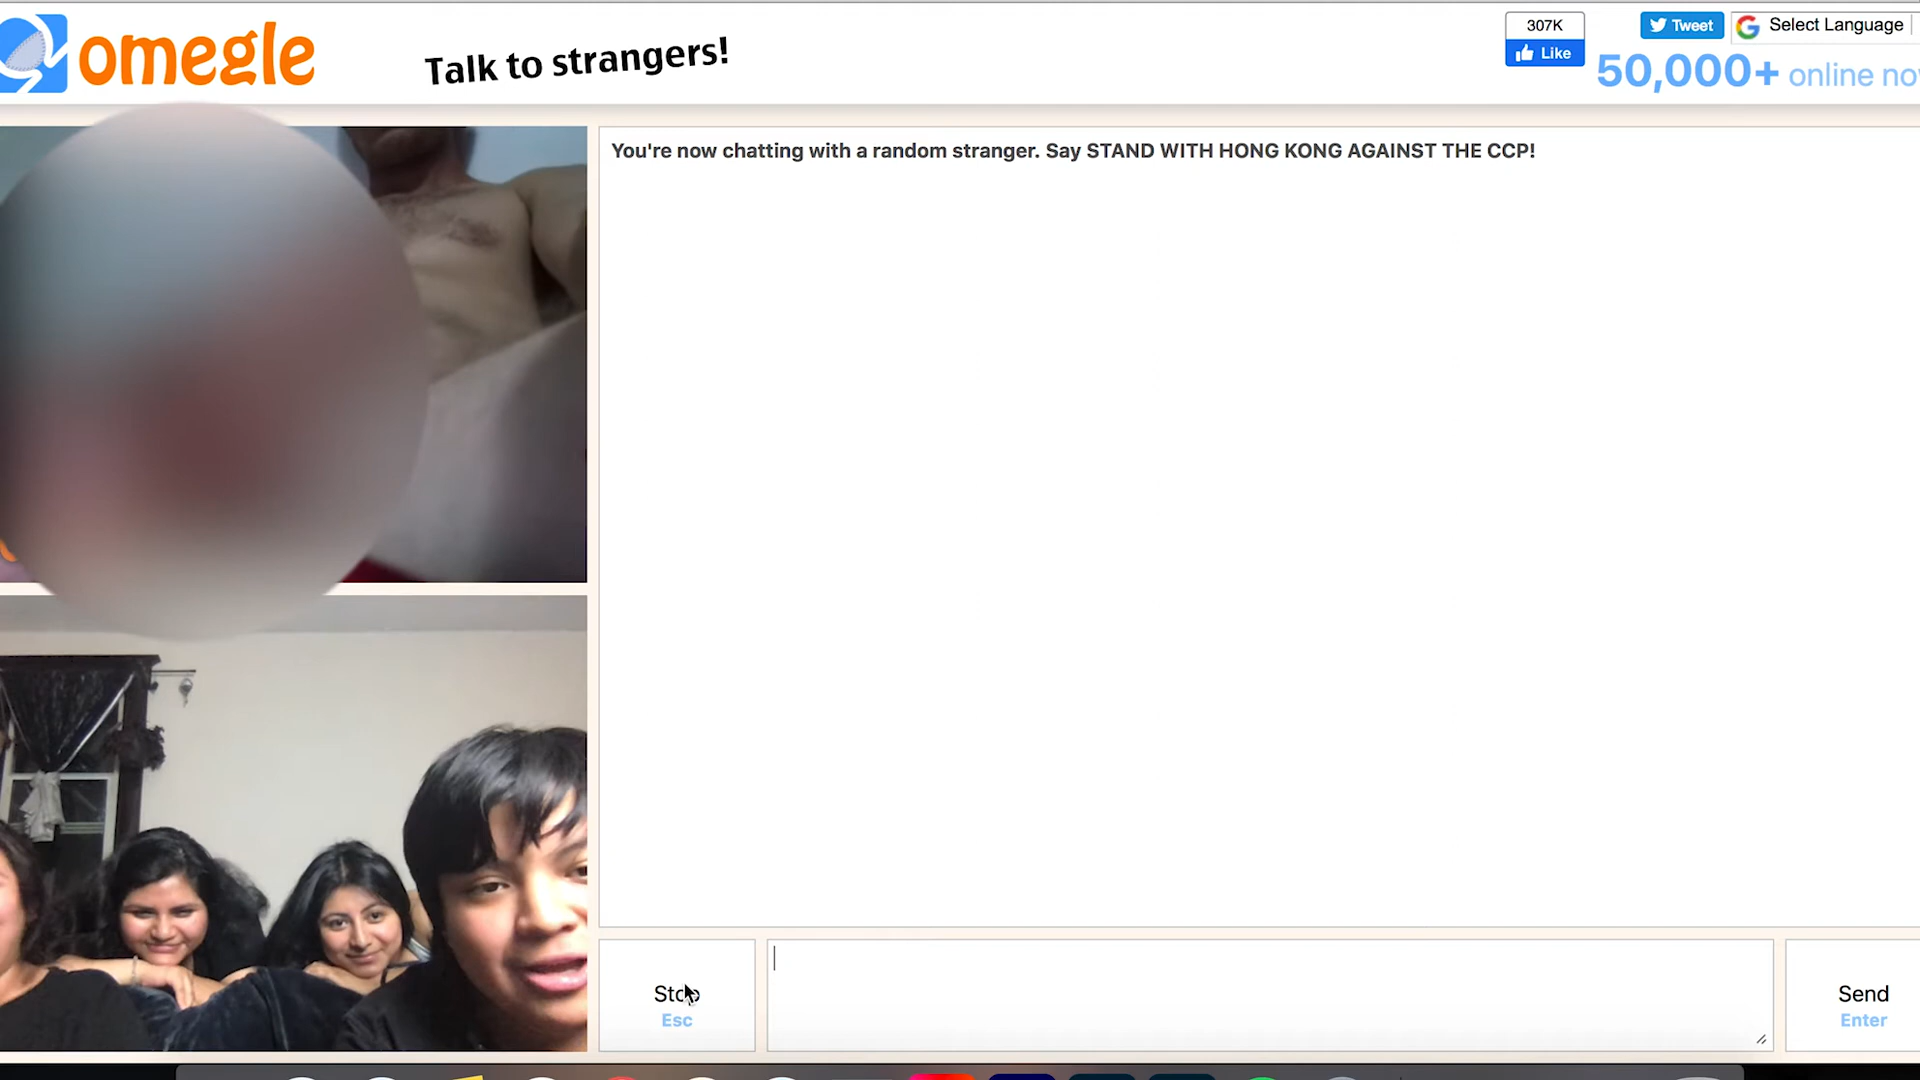 omegle
Talk to strangers!
307K
Like
Tweet
Select Language
50,000+ online no
You're now chatting with a random stranger. Say STAND WITH HONG KONG AGAINST THE CCP!
Stop
Esc
Send
Enter